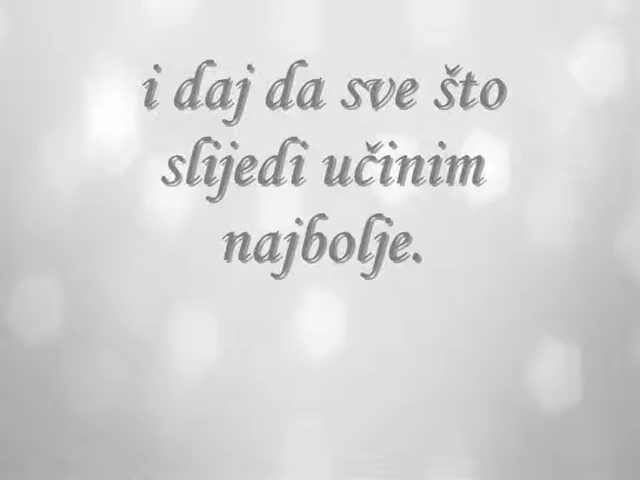 i daj da sve što
slijedi učinim
najbolje.